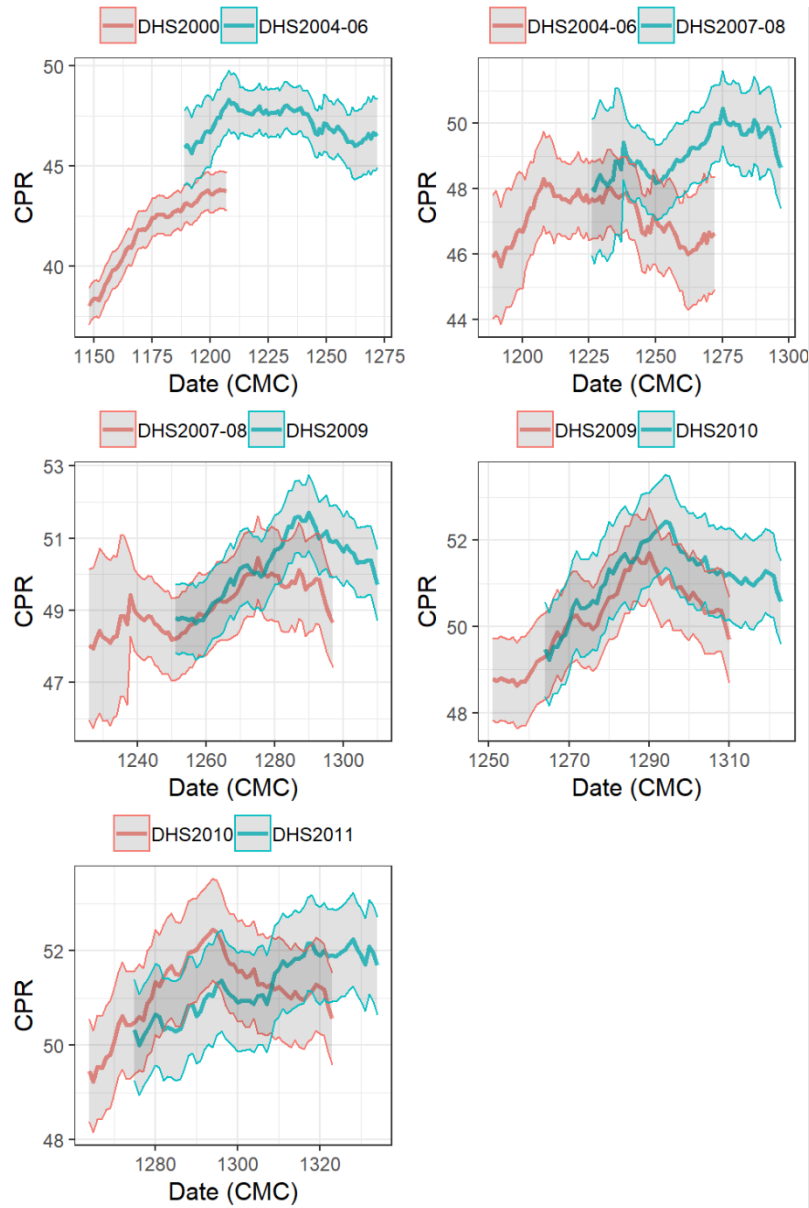 DHS2000 DHS2004-06
CPR
50
45
40
1150 1175 1200 1225 1250 1275
Date (CMC)
DHS2004-06 DHS2007-08
CPR
50
48
46
44
1200 1225 1250 1275 1300
Date (CMC)
DHS2007-08 DHS2009
CPR
53
51
49
47
1240 1260 1280 1300
Date (CMC)
DHS2009 DHS2010
CPR
52
50
48
1250 1270 1290 1310
Date (CMC)
DHS2010 DHS2011
CPR
52
50
48
1280 1300 1320
Date (CMC)